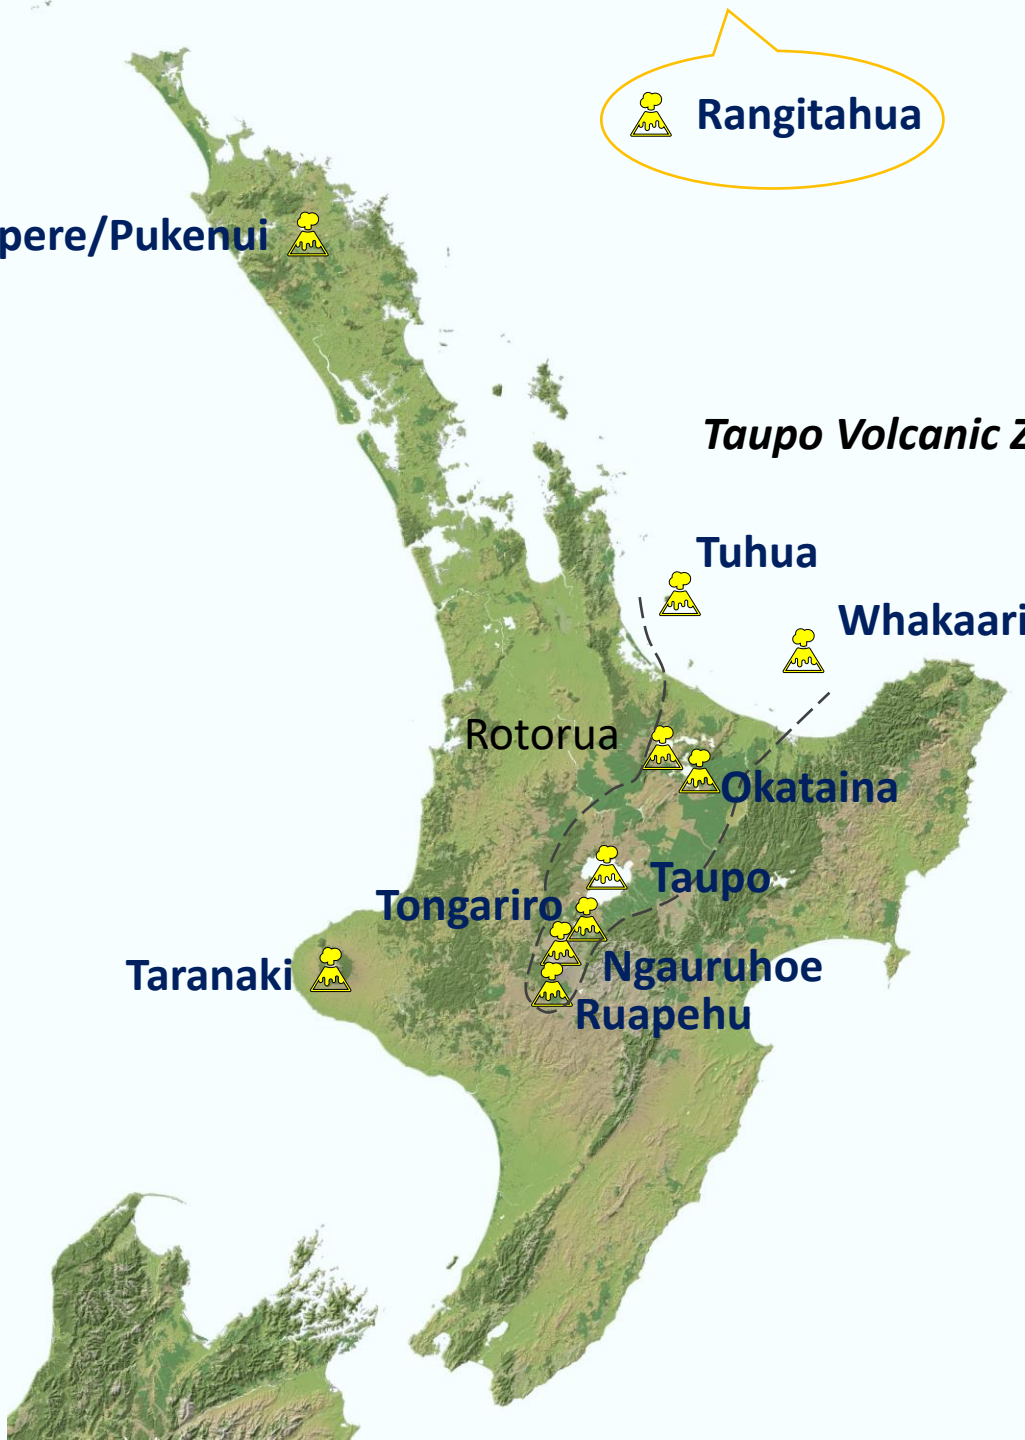 Rangitahua
pere/Pukenui
Taupo Volcanic Z
Tuhua
Whakaari
Rotorua
Okataina
Taupo
Tongariro
Ngauruhoe
Taranaki
Ruapehu